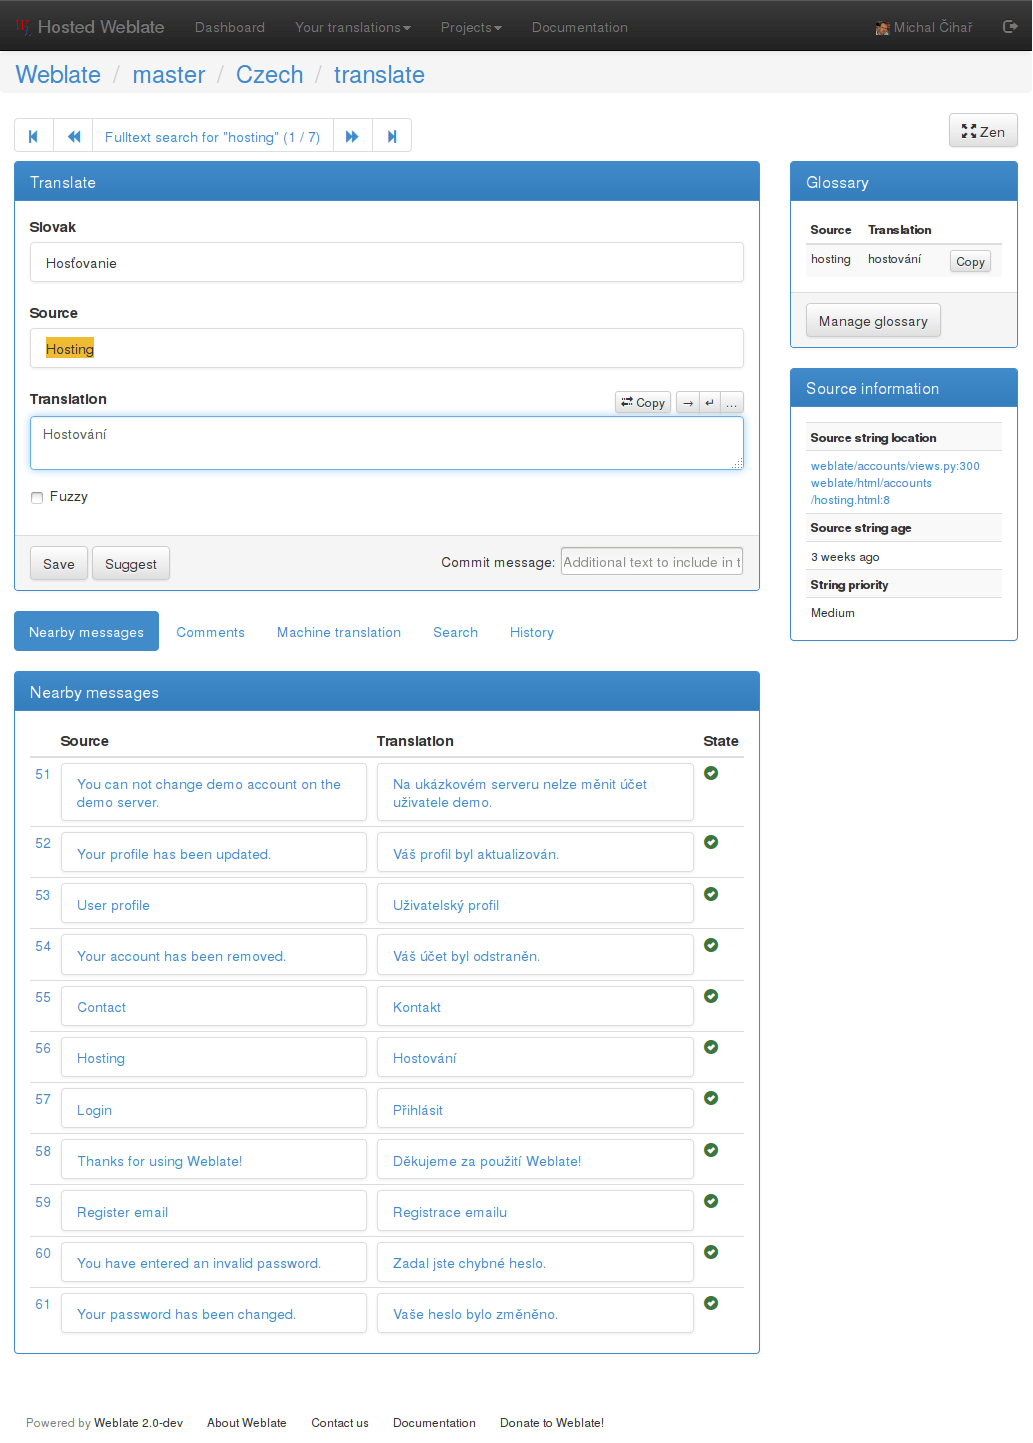 Hosted Weblate Dashboard Your translations Projects Documentation Michal Čihař
Weblate / master / Czech / translate
Fulltext search for "hosting" (1 / 7)
Zen
Translate
Slovak
Hosťovanie
Source
Hosting
Translation
Copy → ↵ …
Hostování
Fuzzy
Save Suggest Commit message: Additional text to include in t
Glossary
Source Translation
hosting hostování Copy
Manage glossary
Source information
Source string location
weblate/accounts/views.py:300
weblate/html/accounts
/hosting.html:8
Source string age
3 weeks ago
String priority
Medium
Nearby messages Comments Machine translation Search History
Nearby messages
Source Translation State
51 You can not change demo account on the Na ukázkovém serveru nelze měnit účet
demo server. uživatele demo.
52 Your profile has been updated. Váš profil byl aktualizován.
53 User profile Uživatelský profil
54 Your account has been removed. Váš účet byl odstraněn.
55 Contact Kontakt
56 Hosting Hostování
57 Login Přihlásit
58 Thanks for using Weblate! Děkujeme za použití Weblate!
59 Register email Registrace emailu
60 You have entered an invalid password. Zadal jste chybné heslo.
61 Your password has been changed. Vaše heslo bylo změněno.
Powered by Weblate 2.0-dev About Weblate Contact us Documentation Donate to Weblate!